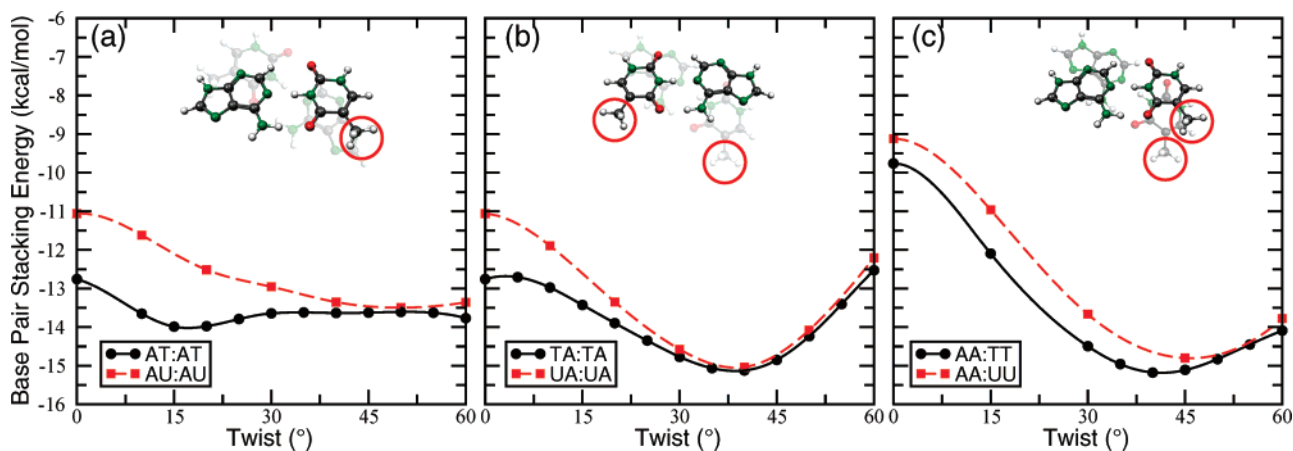 Base Pair Stacking Energy (kcal/mol)
-6
-7
-8
-9
-10
-11
-12
-13
-14
-15
-16
(a)
AT:AT
AU:AU
0 15 30 45 60
Twist (°)
(b)
TA:TA
UA:UA
0 15 30 45 60
Twist (°)
(c)
AA:TT
AA:UU
0 15 30 45 60
Twist (°)